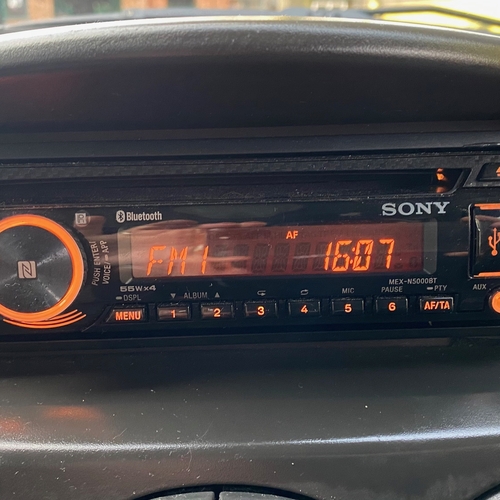 Bluetooth
SONY
PUSH ENTER/
VOICE/ APP
AF
FM1 16:07
55W×4
MEX-N5000BT
DSPL
ALBUM
MIC
PAUSE
PTY
AUX
MENU 1 2 3 4 5 6 AF/TA